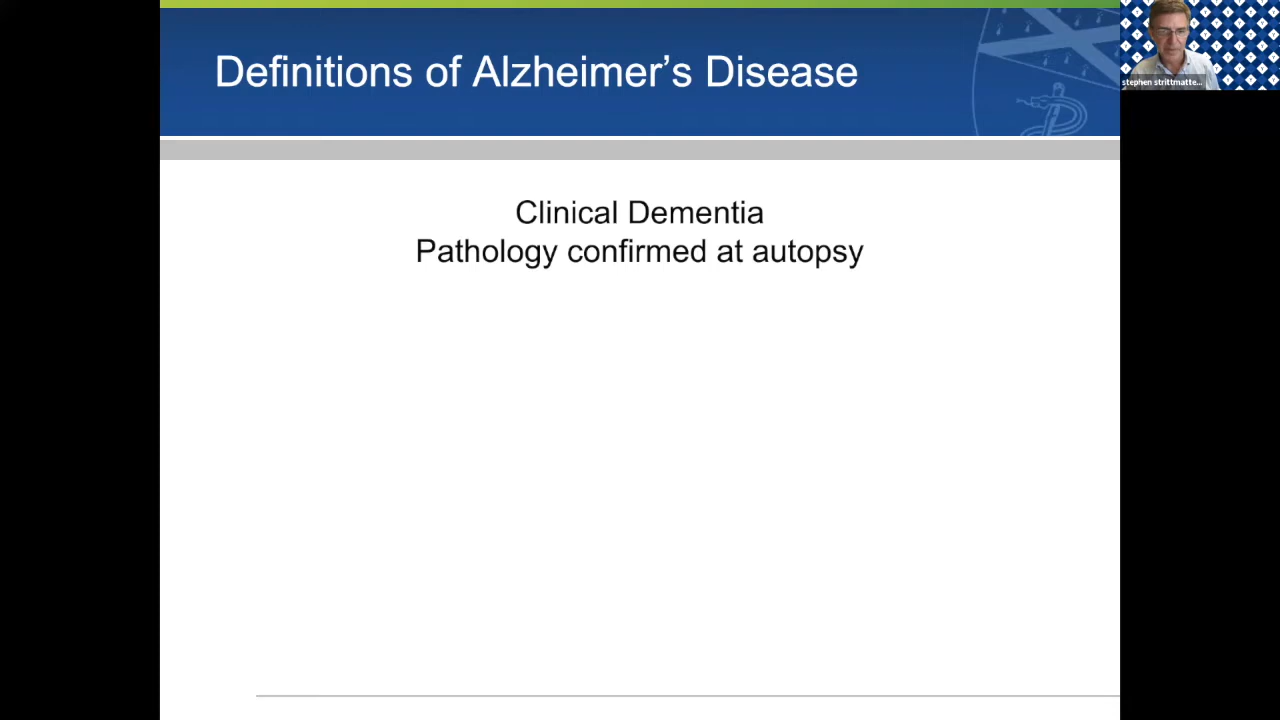 Definitions of Alzheimer's Disease
stephen strittmatte...
Clinical Dementia
Pathology confirmed at autopsy